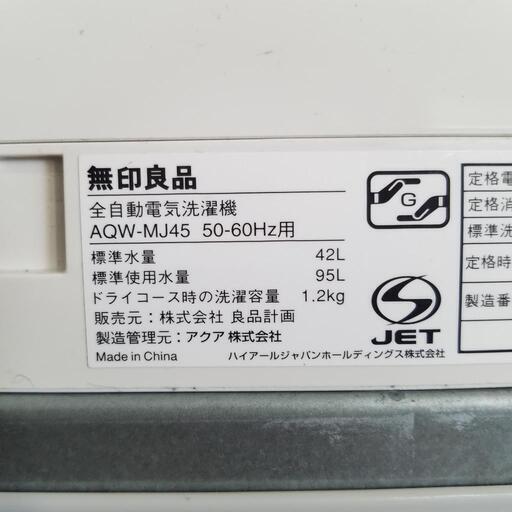 無印良品
全自動電気洗濯機
AQW-MJ45 50-60Hz用
標準水量 42L
標準使用水量 95L
ドライコース時の洗濯容量 1.2kg
販売元：株式会社 良品計画
製造管理元：アクア 株式会社
Made in China
G
JET
ハイアールジャパンホールディングス株式会社
定格電
定格消
標準洗
定格時
製造番